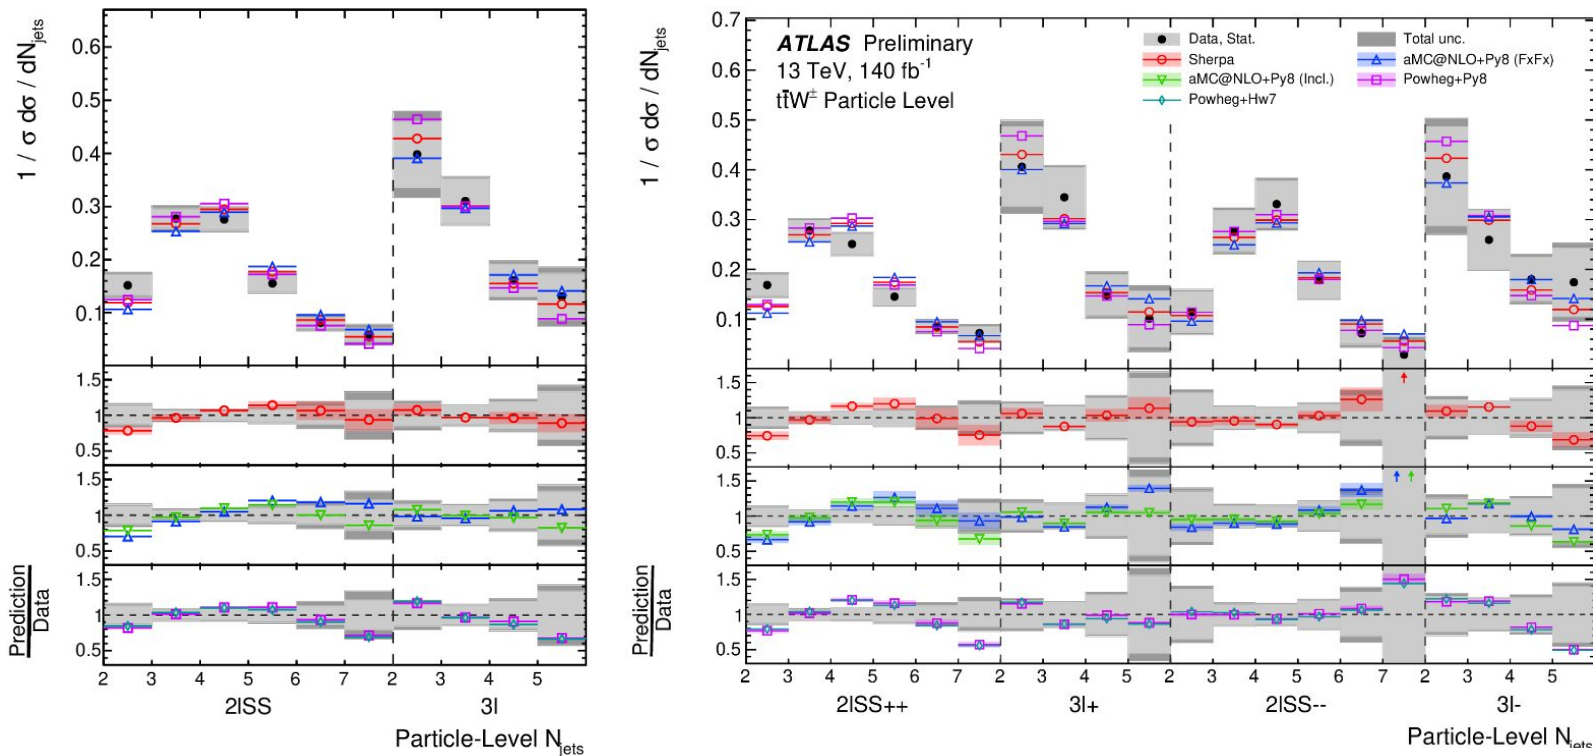 1 / σ dσ / dN_jets
0.6
0.5
0.4
0.3
0.2
0.1
1.5
1
0.5
1.5
1
0.5
1.5
1
0.5
Prediction
Data
2 3 4 5 6 7 2 3 4 5
2lSS 3l
Particle-Level N_jets
1 / σ dσ / dN_jets
0.7
0.6
0.5
0.4
0.3
0.2
0.1
ATLAS Preliminary
13 TeV, 140 fb⁻¹
tt̄W± Particle Level
Data, Stat. Total unc.
Sherpa aMC@NLO+Py8 (FxFx)
aMC@NLO+Py8 (Incl.) Powheg+Py8
Powheg+Hw7
1.5
1
0.5
1.5
1
0.5
1.5
1
0.5
Prediction
Data
2 3 4 5 6 7 2 3 4 5 2 3 4 5 6 7 2 3 4 5
2lSS++ 3l+ 2lSS-- 3l-
Particle-Level N_jets